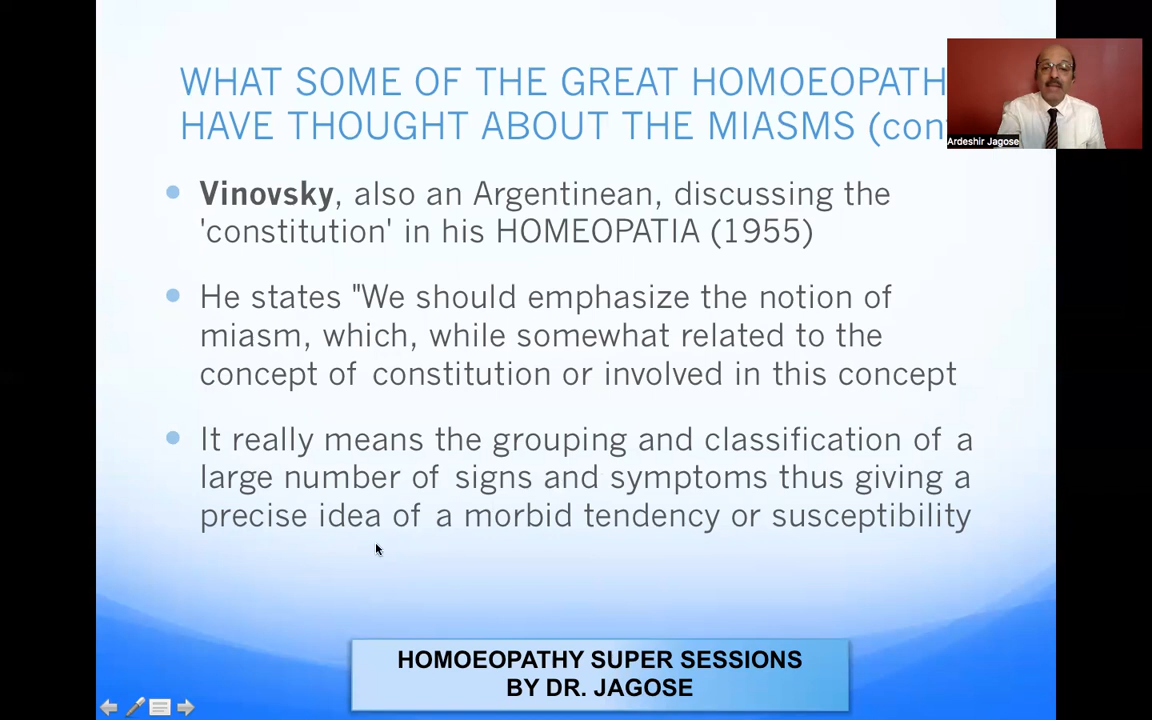 WHAT SOME OF THE GREAT HOMOEOPATH
HAVE THOUGHT ABOUT THE MIASMS (con
Ardeshir Jagose
Vinovsky, also an Argentinean, discussing the
'constitution' in his HOMEOPATIA (1955)
He states "We should emphasize the notion of
miasm, which, while somewhat related to the
concept of constitution or involved in this concept
It really means the grouping and classification of a
large number of signs and symptoms thus giving a
precise idea of a morbid tendency or susceptibility
HOMOEOPATHY SUPER SESSIONS
BY DR. JAGOSE